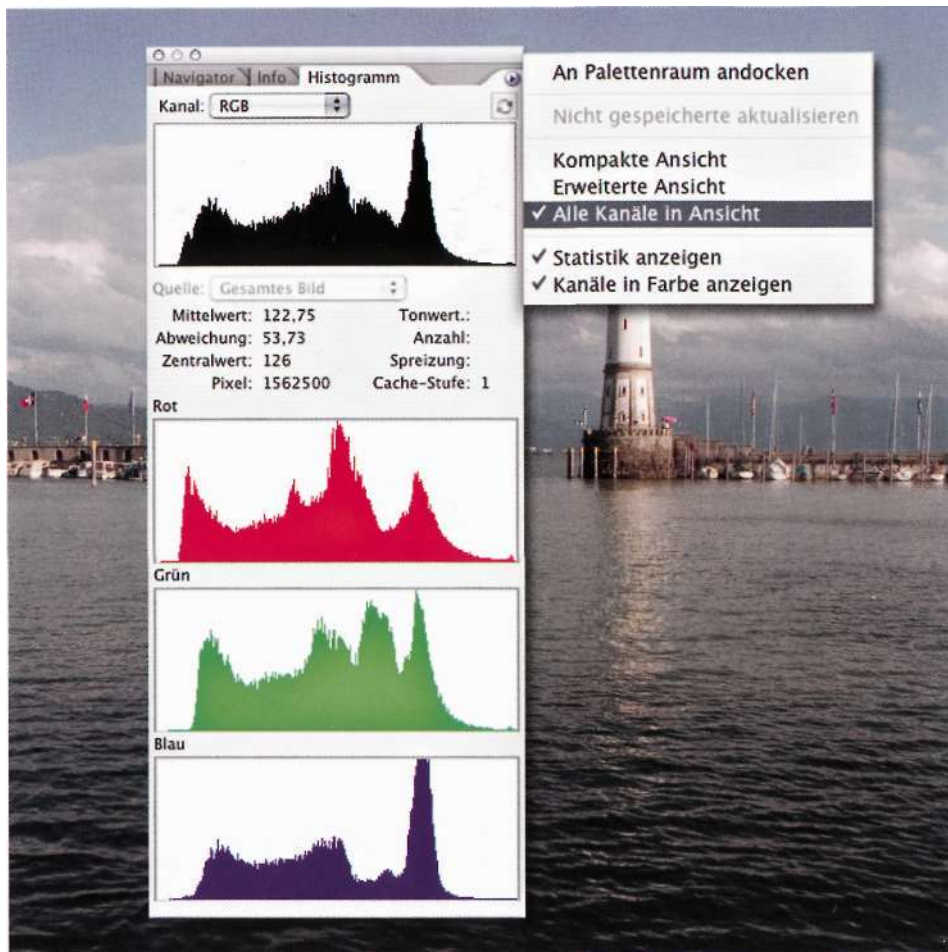 Navigator Info Histogramm
Kanal: RGB
Quelle: Gesamtes Bild
Mittelwert: 122,75 Tonwert.:
Abweichung: 53,73 Anzahl:
Zentralwert: 126 Spreizung:
Pixel: 1562500 Cache-Stufe: 1
Rot
Grün
Blau
An Palettenraum andocken
Nicht gespeicherte aktualisieren
Kompakte Ansicht
Erweiterte Ansicht
✓ Alle Kanäle in Ansicht
✓ Statistik anzeigen
✓ Kanäle in Farbe anzeigen